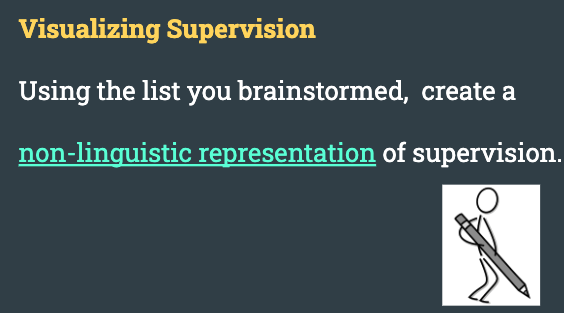 Visualizing Supervision
Using the list you brainstormed, create a
non-linguistic representation of supervision.